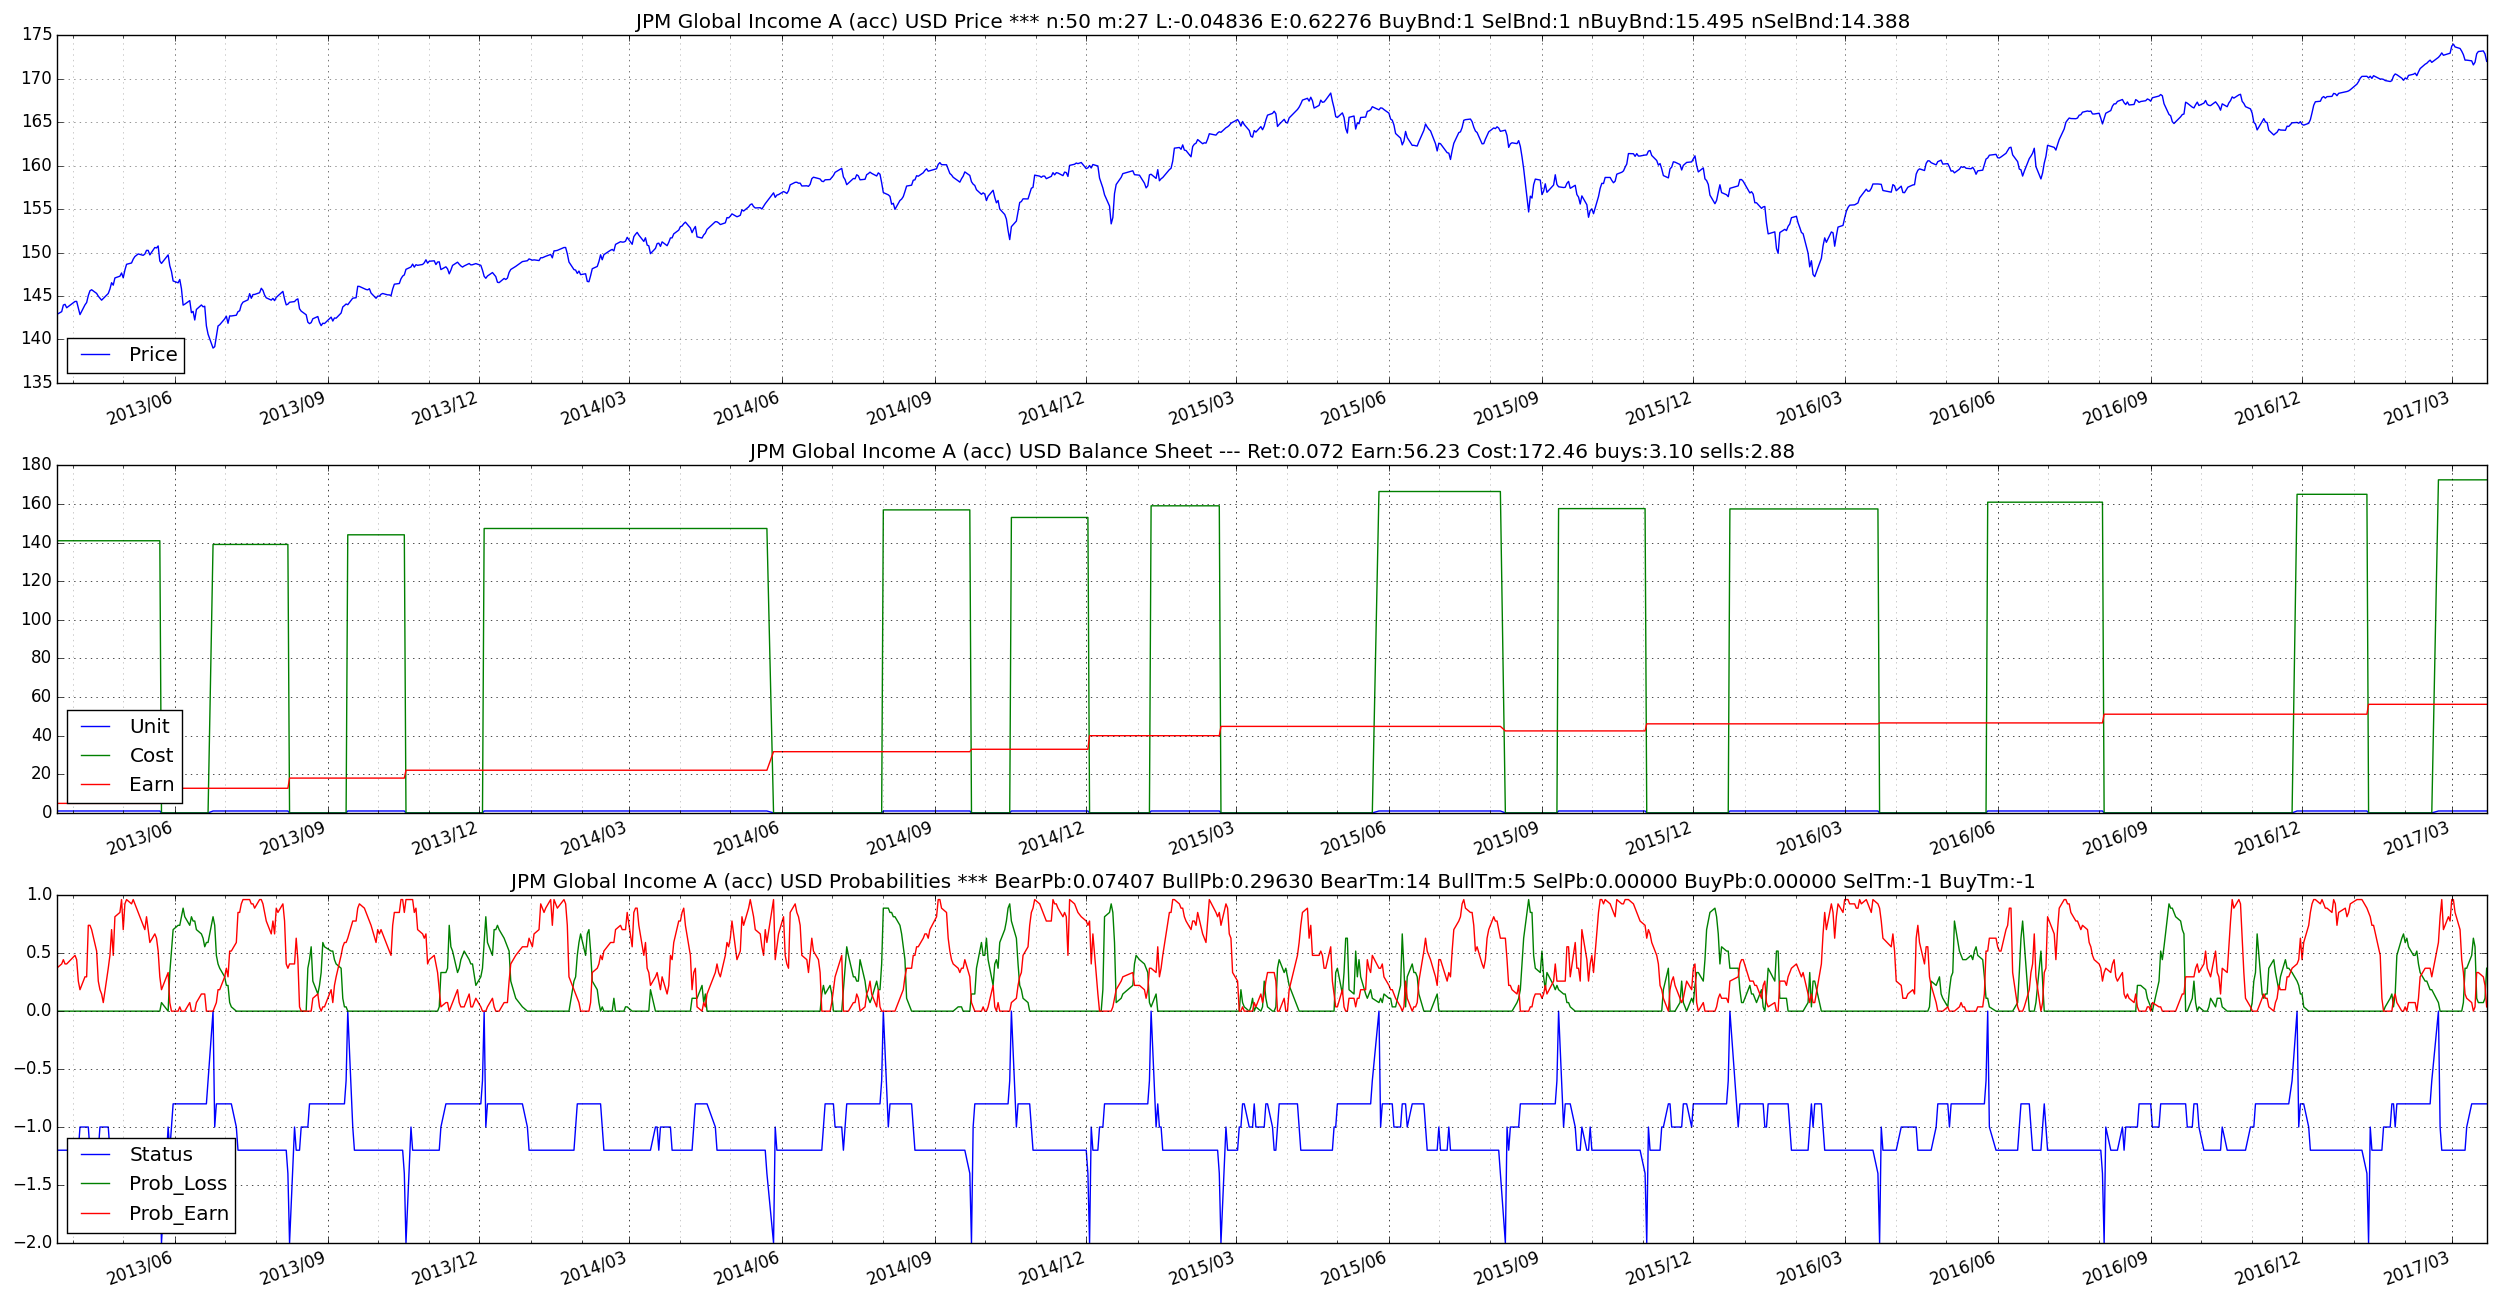 JPM Global Income A (acc) USD Price *** n:50 m:27 L:-0.04836 E:0.62276 BuyBnd:1 SelBnd:1 nBuyBnd:15.495 nSelBnd:14.388
175
170
165
160
155
150
145
140
135
Price
2013/06 2013/09 2013/12 2014/03 2014/06 2014/09 2014/12 2015/03 2015/06 2015/09 2015/12 2016/03 2016/06 2016/09 2016/12 2017/03
JPM Global Income A (acc) USD Balance Sheet --- Ret:0.072 Earn:56.23 Cost:172.46 buys:3.10 sells:2.88
180
160
140
120
100
80
60
40
20
0
Unit
Cost
Earn
2013/06 2013/09 2013/12 2014/03 2014/06 2014/09 2014/12 2015/03 2015/06 2015/09 2015/12 2016/03 2016/06 2016/09 2016/12 2017/03
JPM Global Income A (acc) USD Probabilities *** BearPb:0.07407 BullPb:0.29630 BearTm:14 BullTm:5 SelPb:0.00000 BuyPb:0.00000 SelTm:-1 BuyTm:-1
1.0
0.5
0.0
−0.5
−1.0
−1.5
−2.0
Status
Prob_Loss
Prob_Earn
2013/06 2013/09 2013/12 2014/03 2014/06 2014/09 2014/12 2015/03 2015/06 2015/09 2015/12 2016/03 2016/06 2016/09 2016/12 2017/03